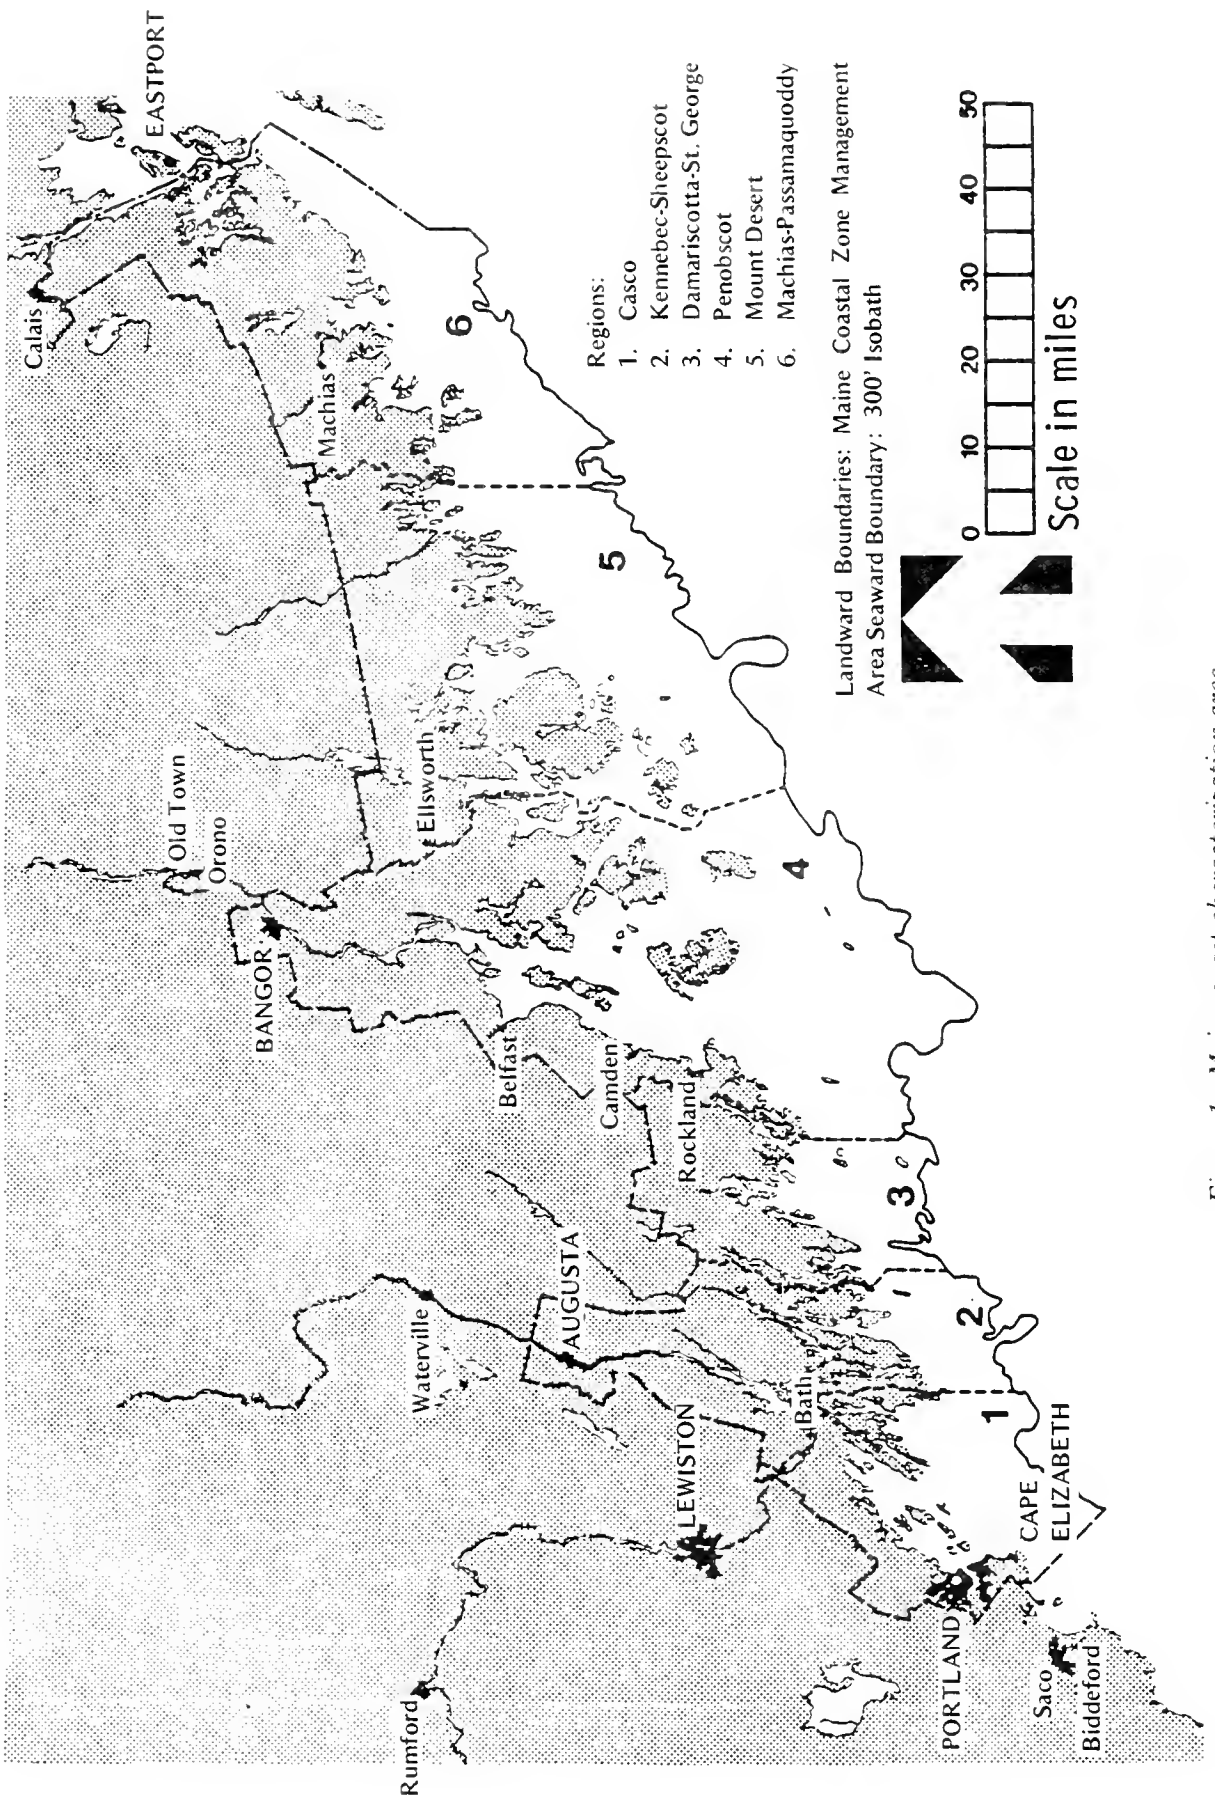 EASTPORT
Calais
Machias
6
5
Old Town
Orono
Ellsworth
BANGOR
4
Belfast
Camden
Rockland
3
AUGUSTA
Waterville
2
Bath
1
LEWISTON
CAPE
ELIZABETH
PORTLAND
Saco
Biddeford
Rumford
Regions:
1. Casco
2. Kennebec-Sheepscot
3. Damariscotta-St. George
4. Penobscot
5. Mount Desert
6. Machias-Passamaquoddy
Landward Boundaries: Maine Coastal Zone Management
Area Seaward Boundary: 300' Isobath
0 10 20 30 40 50
Scale in miles